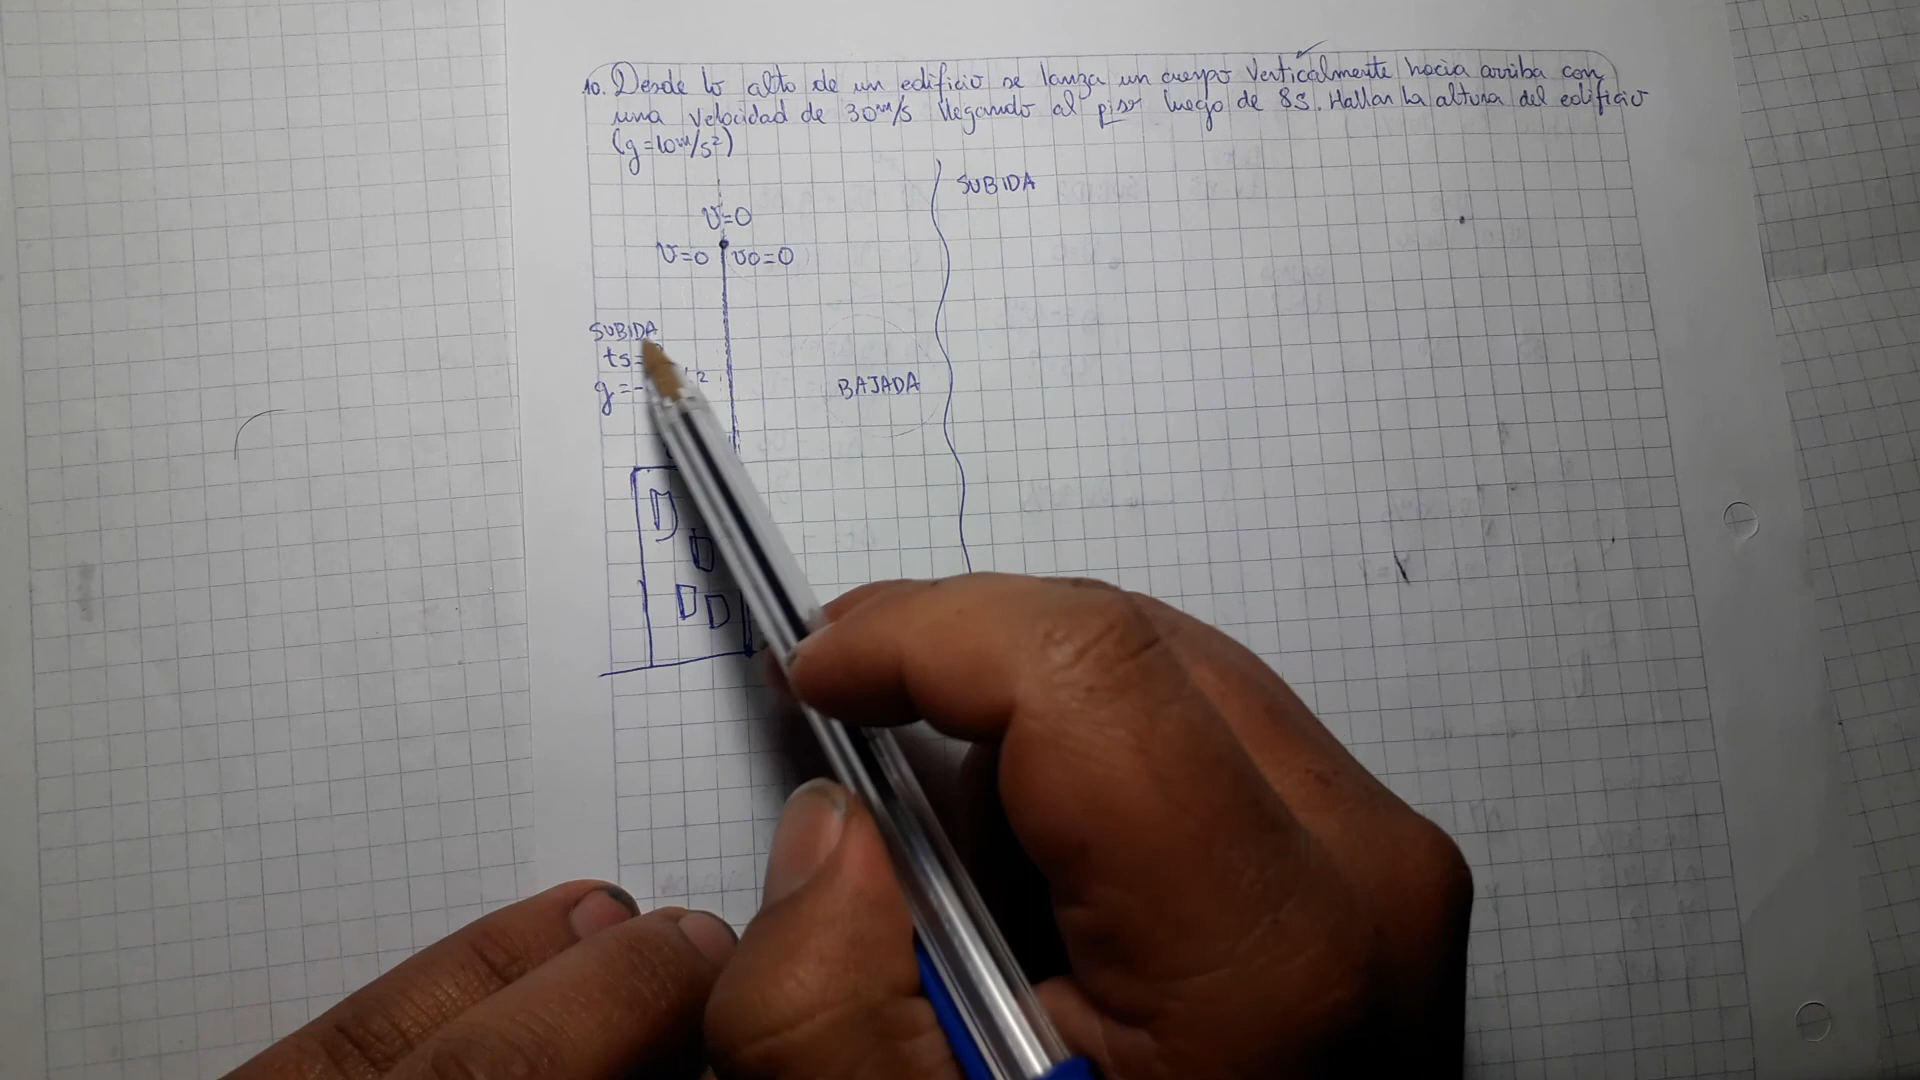 10. Desde lo alto de un edificio se lanza un cuerpo verticalmente hacia arriba con
una velocidad de 30m/s llegando al piso luego de 8s. Hallar la altura del edificio
(g=10m/s²)
SUBIDA
v=0
v=0 vo=0
SUBIDA
ts=
g=-
BAJADA